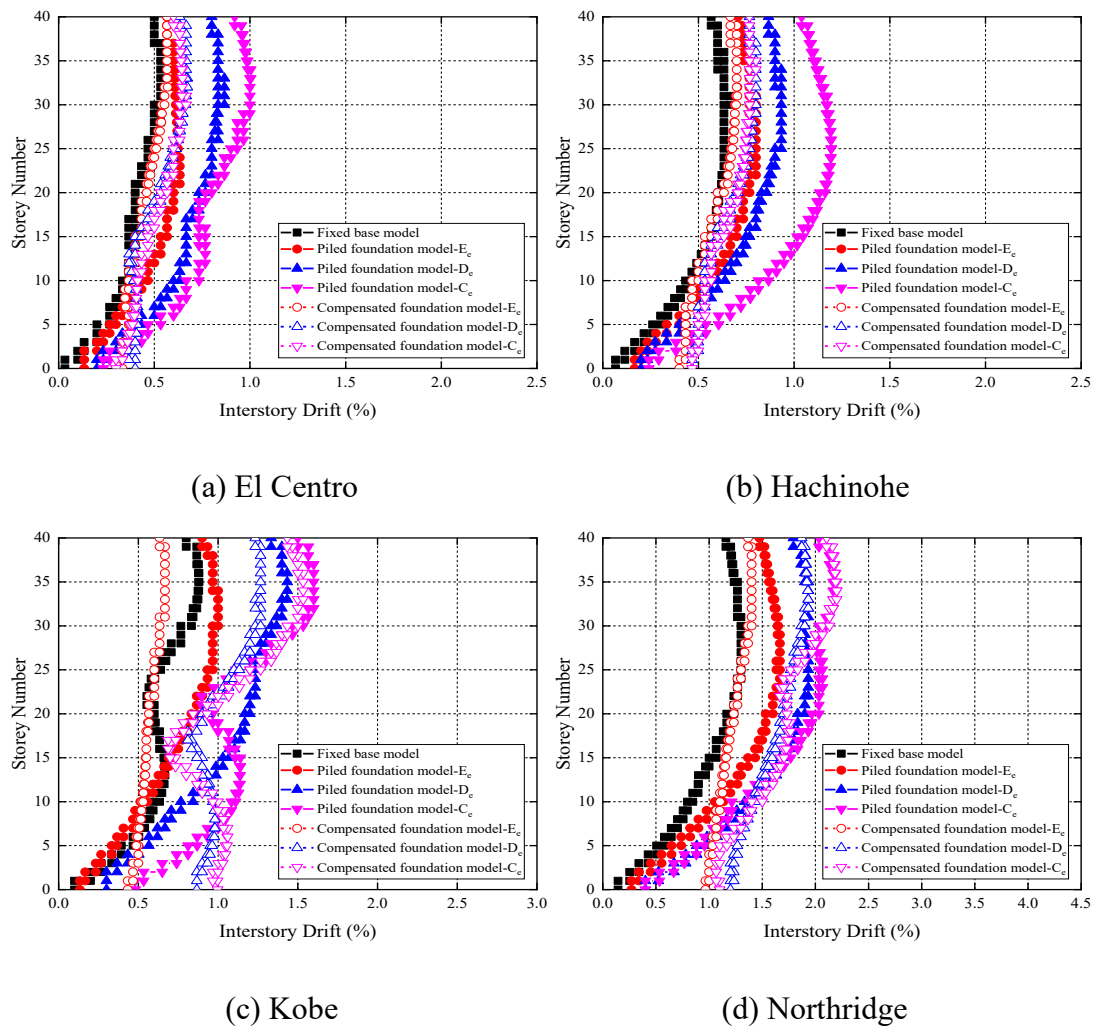 40
35
30
25
20
15
10
5
0
Storey Number
Fixed base model
Piled foundation model-Ee
Piled foundation model-De
Piled foundation model-Ce
Compensated foundation model-Ee
Compensated foundation model-De
Compensated foundation model-Ce
0.0 0.5 1.0 1.5 2.0 2.5
Interstory Drift (%)
(a) El Centro
40
35
30
25
20
15
10
5
0
Storey Number
Fixed base model
Piled foundation model-Ee
Piled foundation model-De
Piled foundation model-Ce
Compensated foundation model-Ee
Compensated foundation model-De
Compensated foundation model-Ce
0.0 0.5 1.0 1.5 2.0 2.5
Interstory Drift (%)
(b) Hachinohe
40
35
30
25
20
15
10
5
0
Storey Number
Fixed base model
Piled foundation model-Ee
Piled foundation model-De
Piled foundation model-Ce
Compensated foundation model-Ee
Compensated foundation model-De
Compensated foundation model-Ce
0.0 0.5 1.0 1.5 2.0 2.5 3.0
Interstory Drift (%)
(c) Kobe
40
35
30
25
20
15
10
5
0
Storey Number
Fixed base model
Piled foundation model-Ee
Piled foundation model-De
Piled foundation model-Ce
Compensated foundation model-Ee
Compensated foundation model-De
Compensated foundation model-Ce
0.0 0.5 1.0 1.5 2.0 2.5 3.0 3.5 4.0 4.5
Interstory Drift (%)
(d) Northridge